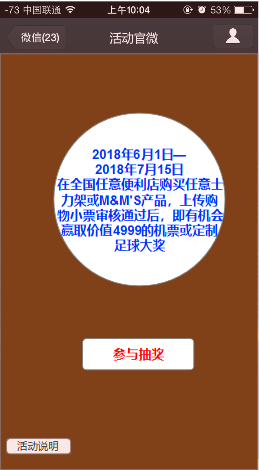 -73 中国联通 上午10:04 53%
微信(23) 活动官微
2018年6月1日—
2018年7月15日
在全国任意便利店购买任意士
力架或M&M'S产品，上传购
物小票审核通过后，即有机会
赢取价值4999的机票或定制
足球大奖
参与抽奖
活动说明